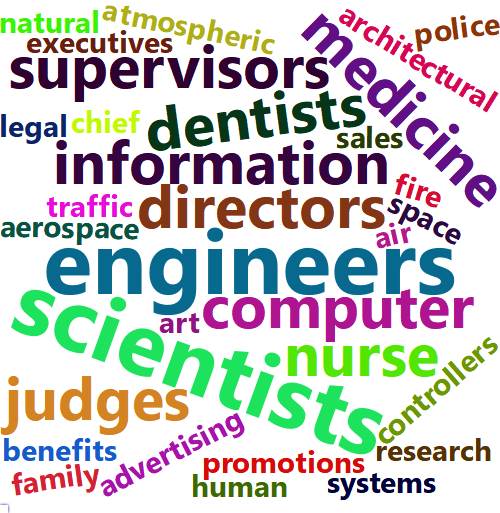 natural
atmospheric
architectural
police
executives
supervisors
medicine
legal
chief
dentists
sales
information
fire
traffic
directors
space
aerospace
air
engineers
scientists
computer
art
nurse
controllers
judges
benefits
advertising
research
promotions
family
human
systems